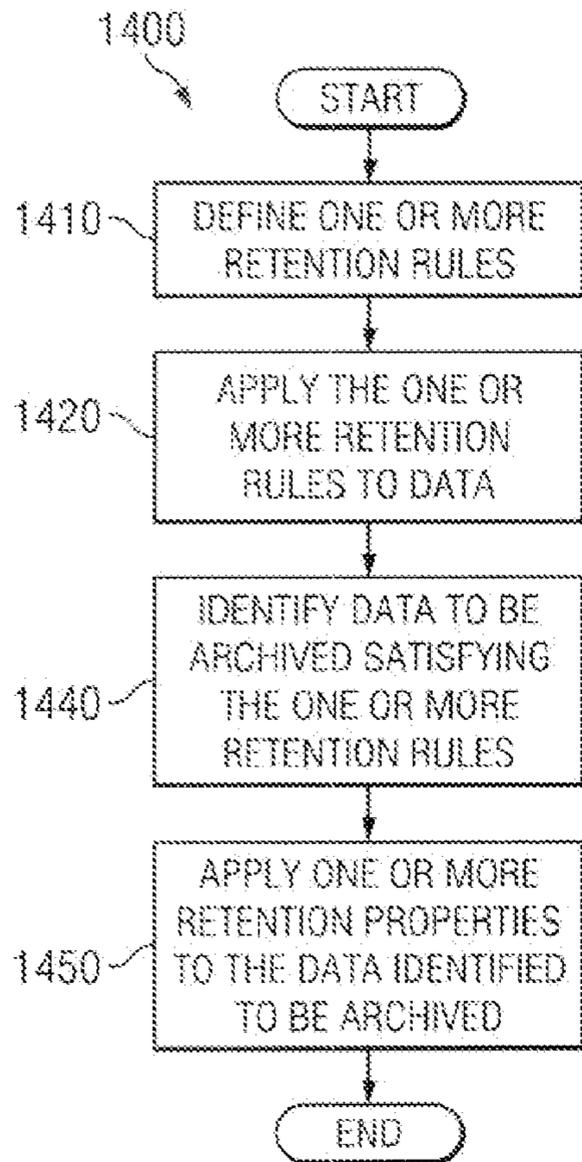 1400
START
1410
DEFINE ONE OR MORE
RETENTION RULES
1420
APPLY THE ONE OR
MORE RETENTION
RULES TO DATA
1440
IDENTIFY DATA TO BE
ARCHIVED SATISFYING
THE ONE OR MORE
RETENTION RULES
1450
APPLY ONE OR MORE
RETENTION PROPERTIES
TO THE DATA IDENTIFIED
TO BE ARCHIVED
END